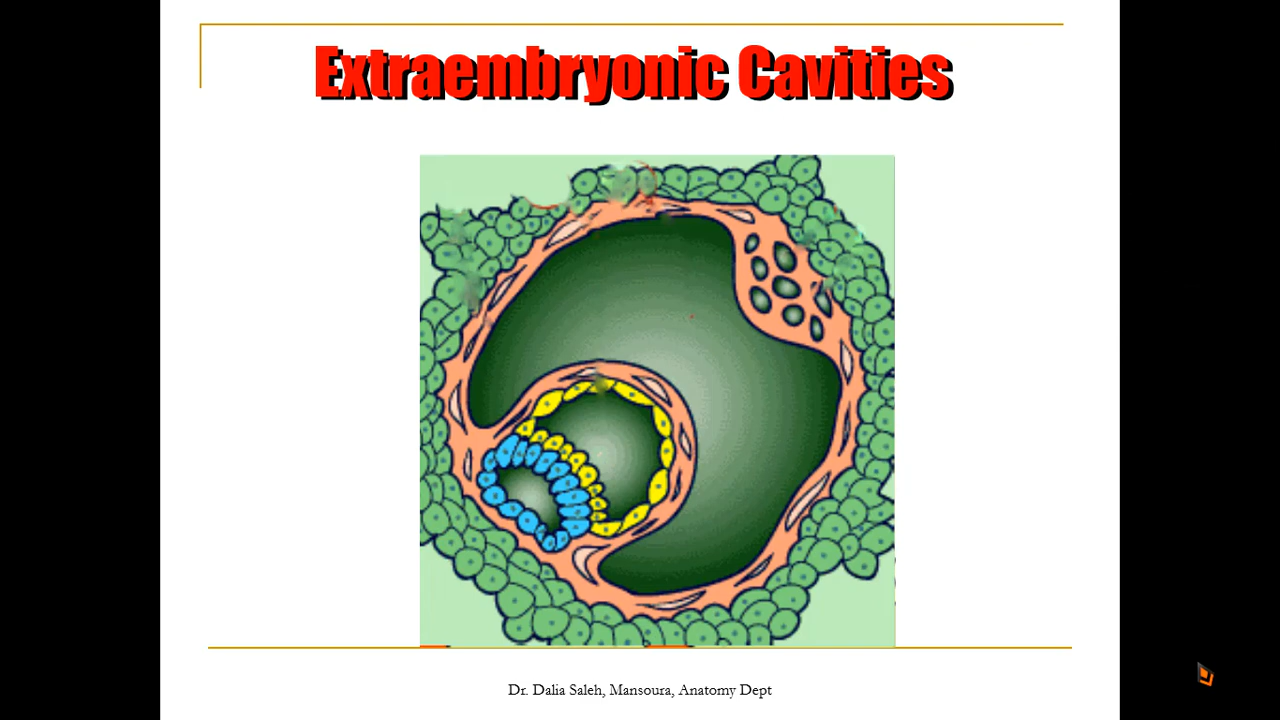 Extraembryonic Cavities
Dr. Dalia Saleh, Mansoura, Anatomy Dept